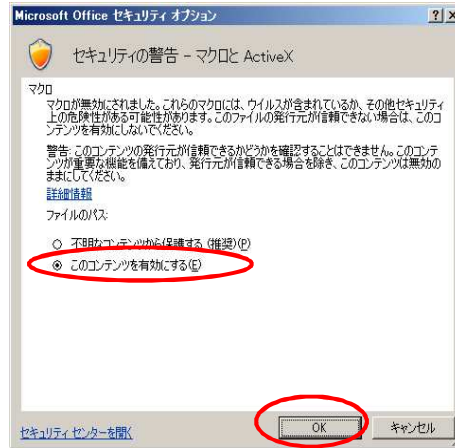 Microsoft Office セキュリティ オプション
セキュリティの警告 - マクロと ActiveX
マクロ
マクロが無効にされました。これらのマクロには、ウイルスが含まれているか、その他セキュリティ
上の危険性がある可能性があります。このファイルの発行元が信頼できない場合は、このコ
ンテンツを有効にしないでください。
警告: このコンテンツの発行元が信頼できるかどうかを確認することはできません。このコンテ
ンツが重要な機能を備えており、発行元が信頼できる場合を除き、このコンテンツは無効の
ままにしてください。
詳細情報
ファイルのパス:
不明なコンテンツから保護する (推奨)(P)
このコンテンツを有効にする(E)
セキュリティ センターを開く
OK
キャンセル